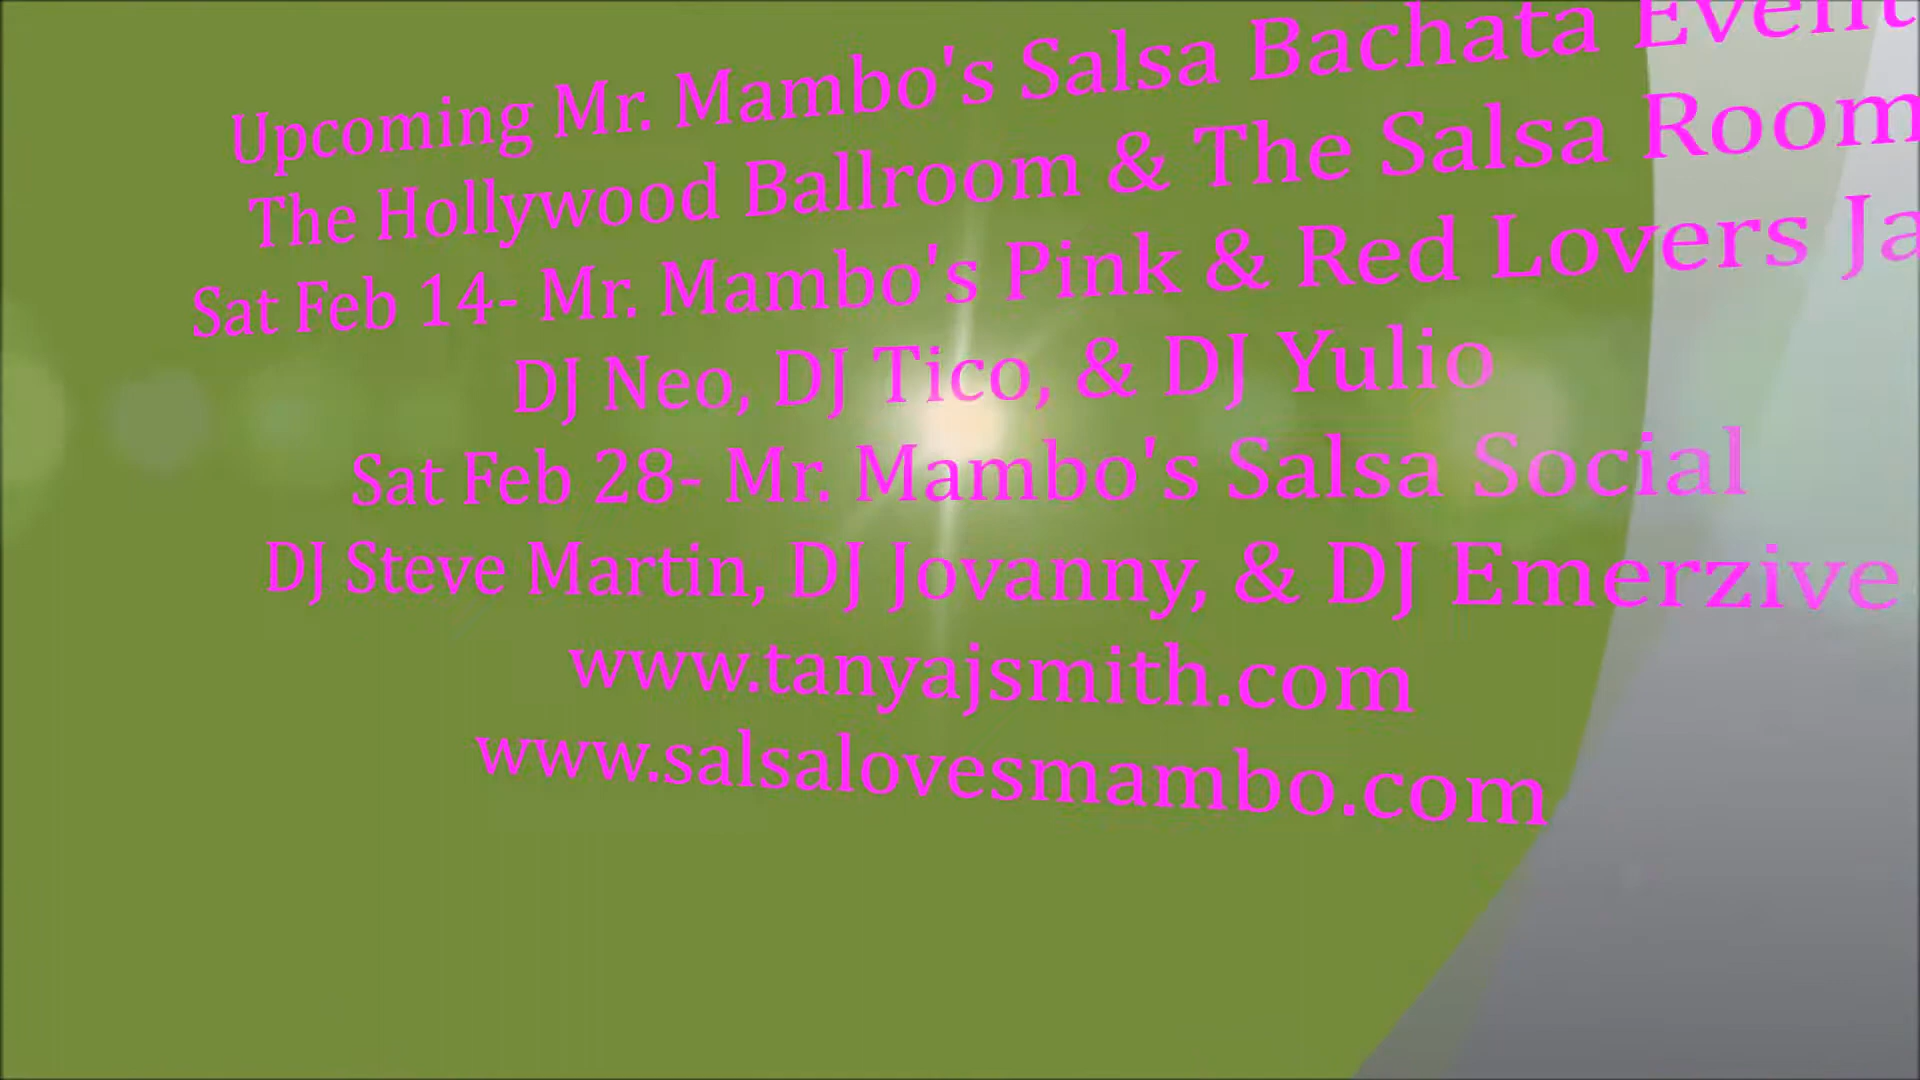 Upcoming Mr. Mambo's Salsa Bachata Event
The Hollywood Ballroom & The Salsa Room
Sat Feb 14- Mr. Mambo's Pink & Red Lovers Ja
DJ Neo, DJ Tico, & DJ Yulio
Sat Feb 28- Mr. Mambo's Salsa Social
DJ Steve Martin, DJ Jovanny, & DJ Emerzive
www.tanyajsmith.com
www.salsalovesmambo.com